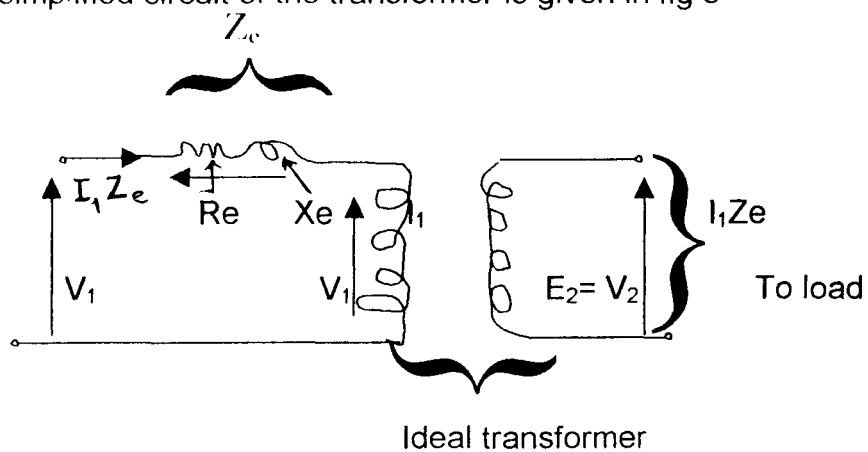 simplified circuit of the transformer is given in fig
Zₑ
I₁Zₑ
Re
Xe
I₁
I₁Ze
V₁
V₁
E₂= V₂
To load
Ideal transformer